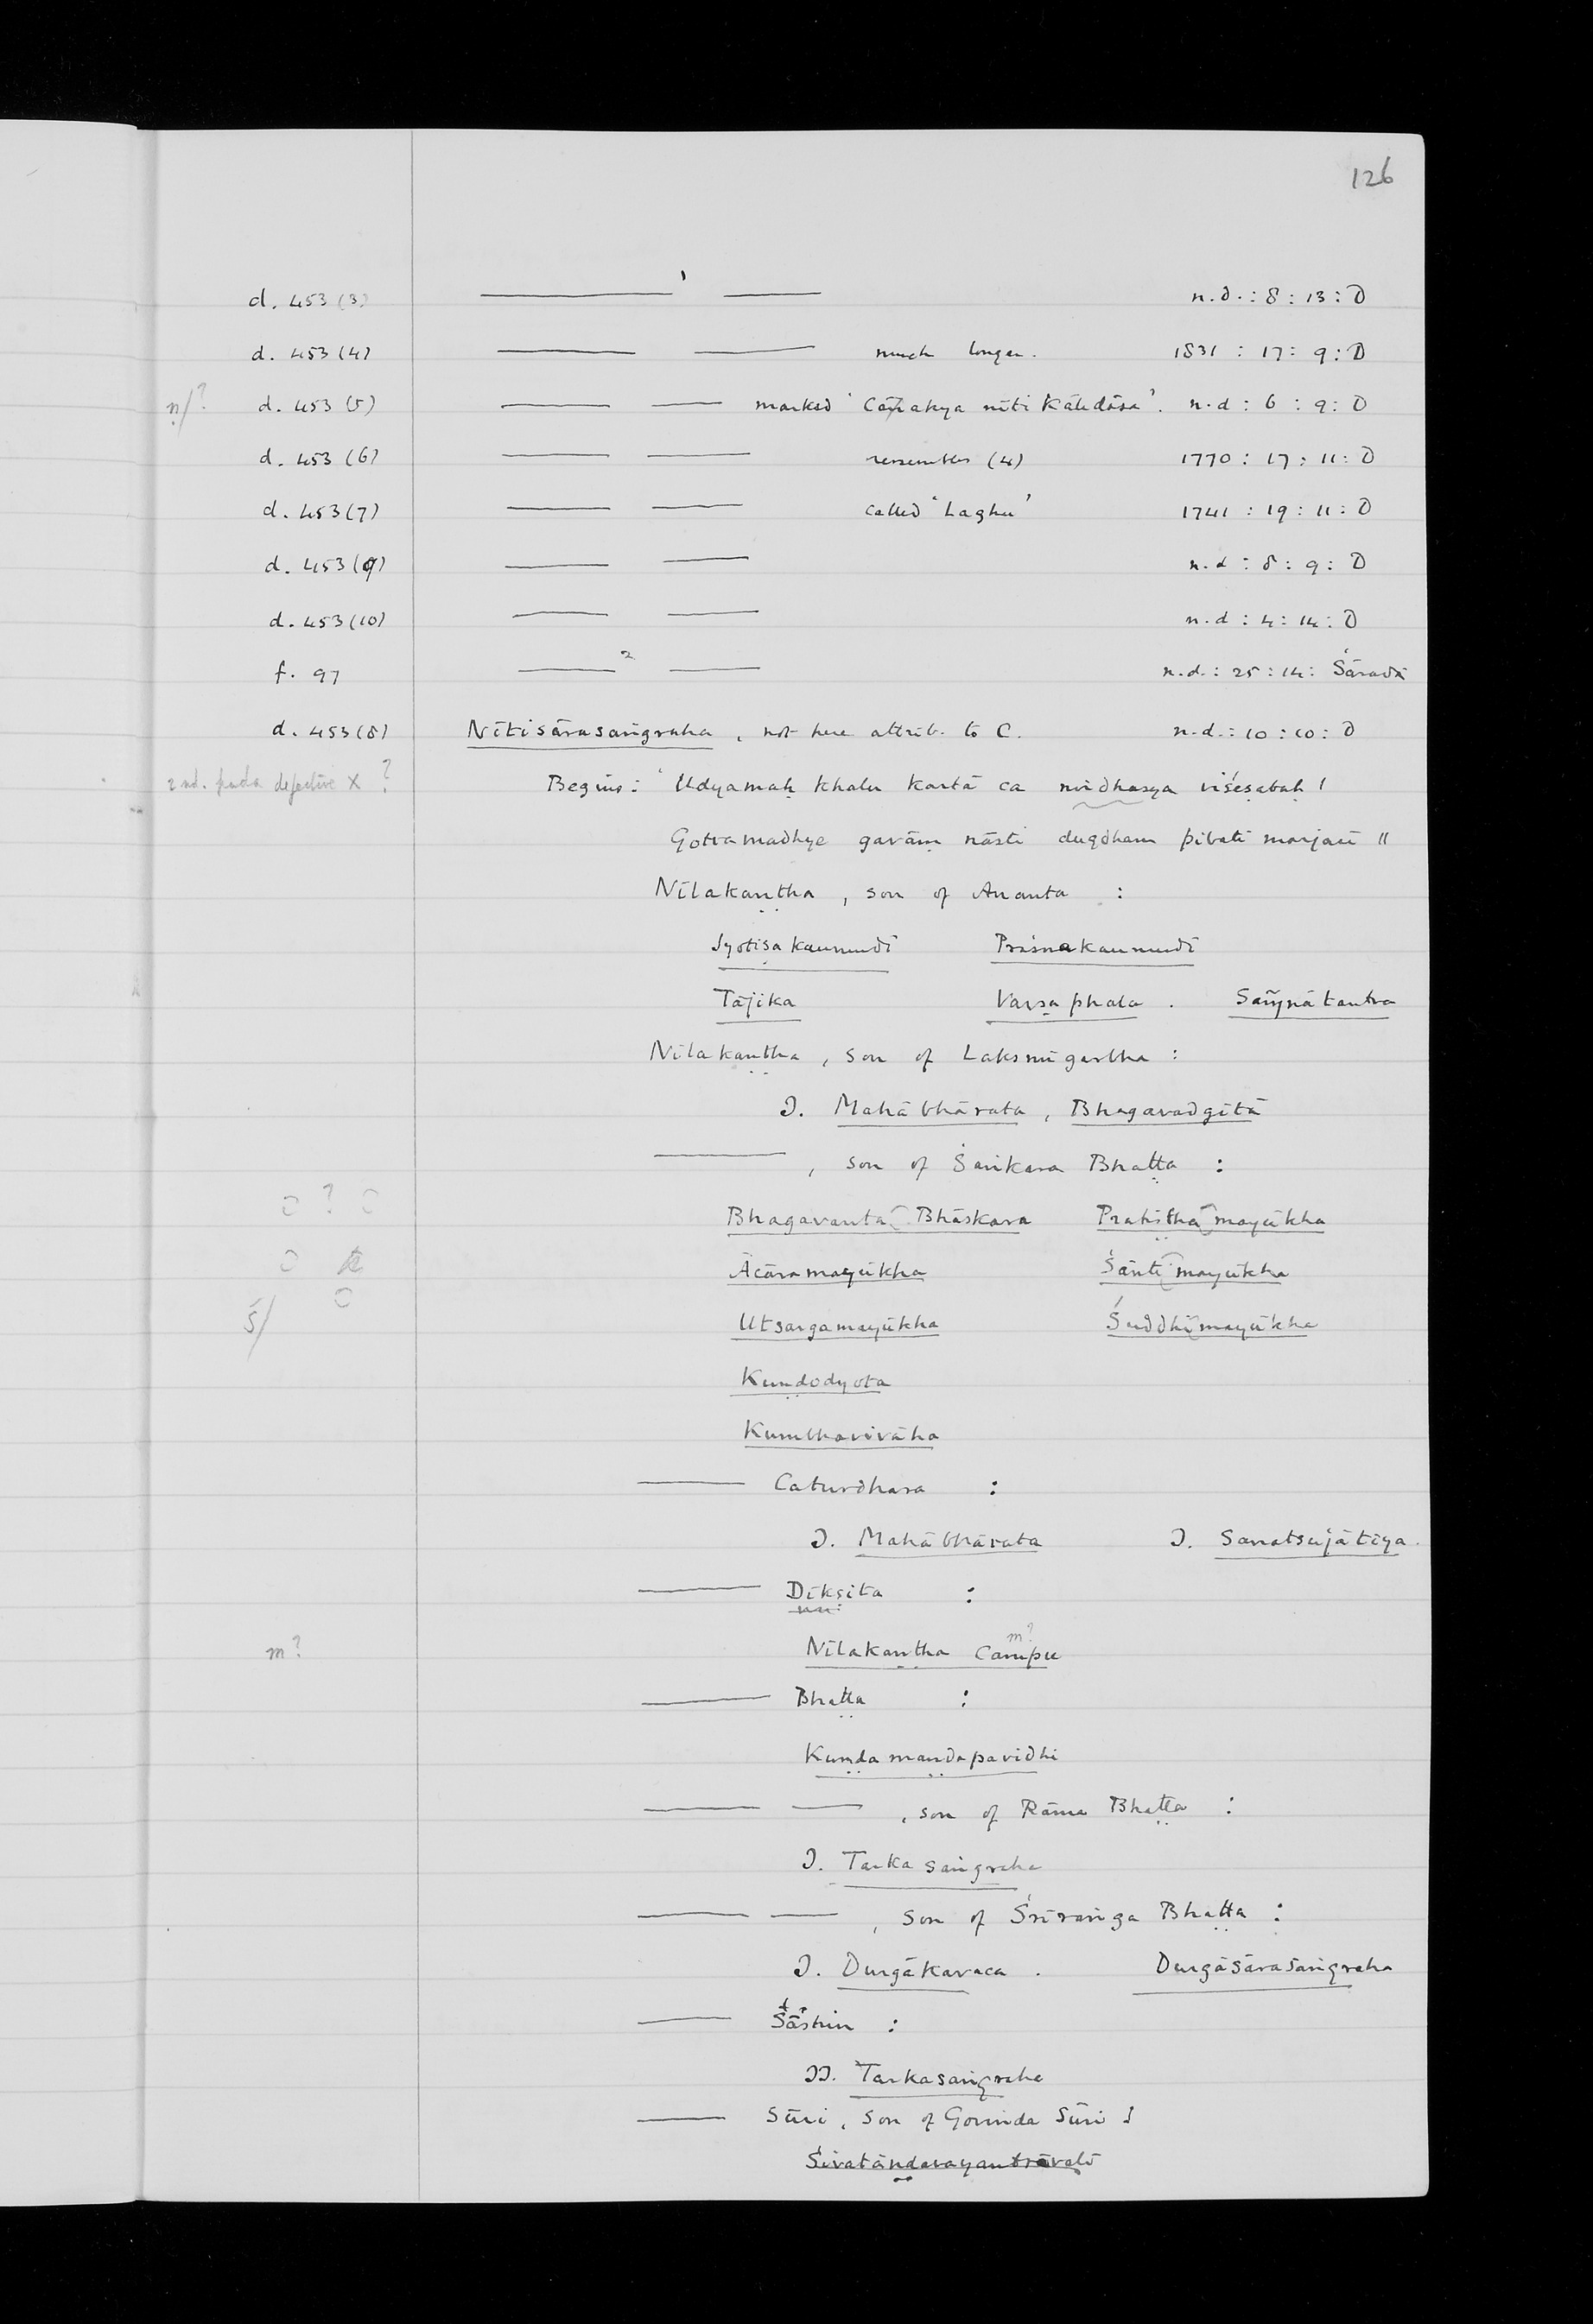 126
d. 453 (3) ——— ' —— n.d. : 8 : 13 : D
d. 453 (4) ——— —— much longer. 1831 : 17 : 9 : D
n/? d. 453 (5) ——— —— marked 'Cāṇakya nīti Kālidāsa'. n.d : 6 : 9 : D
d. 453 (6) ——— —— resembles (4) 1770 : 17 : 11 : D
d. 453 (7) ——— —— called 'Laghu' 1741 : 19 : 11 : D
d. 453 (9) ——— —— n.d : 8 : 9 : D
d. 453 (10) ——— —— n.d : 4 : 14 : D
f. 97 ——— 2 —— n.d. : 25 : 14 : Śāradā
d. 453 (8) Nītisārasaṅgraha, not here attrib. to C. n.d. : 10 : 10 : D
2nd. pada defective x ? Begins: 'Udyamaḥ khalu kartā ca viśeṣataḥ |
Gotramadhye gavāṃ nāsti dugdham pibati marjari ||
Nīlakaṇṭha, son of Ananta :
Jyotiṣakaumudī Praśnakaumudī
Tājika Varṣaphala . Sañjñātantra
Nīlakaṇṭha, son of Laksmīgarbha :
I. Mahābhārata, Bhagavadgītā
———, son of Śaṅkara Bhaṭṭa :
Bhagavanta Bhāskara Pratiṣṭhā mayūkha
Ācāramayūkha Śānti mayūkha
Ś/ Utsargamayūkha Śuddhi mayūkha
Kuṇḍodyota
Kumbhavivāha
——— Caturdhara :
I. Mahābhārata I. Sanatsujātīya.
——— Dīkṣita :
m? Nīlakaṇṭha Campu m?
——— Bhaṭṭa :
Kuṇḍamaṇḍapavidhi
——— ——, son of Rāma Bhaṭṭa :
I. Tarkasaṅgraha
——— ——, son of Śrīraṅga Bhaṭṭa :
I. Durgākavaca . Durgāsārasaṅgraha
——— Śāstrin :
II. Tarkasaṅgraha
——— Sūri, son of Govinda Sūri :
Śivatāṇḍavayantrāvalī